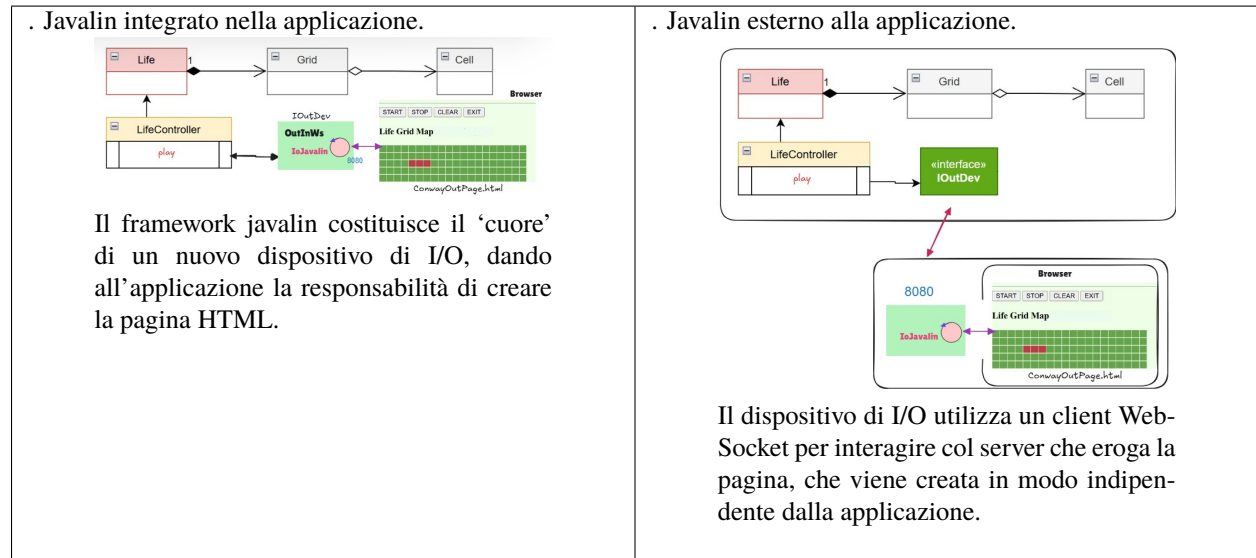 . Javalin integrato nella applicazione.
Life
1
Grid
Cell
Browser
LifeController
play
IOutDev
OutInWs
IoJavalin
8080
START STOP CLEAR EXIT
Life Grid Map
ConwayOutPage.html
Il framework javalin costituisce il ‘cuore’
di un nuovo dispositivo di I/O, dando
all’applicazione la responsabilità di creare
la pagina HTML.
. Javalin esterno alla applicazione.
Life
1
Grid
Cell
LifeController
play
«interface»
IOutDev
Browser
8080
START STOP CLEAR EXIT
Life Grid Map
IoJavalin
ConwayOutPage.html
Il dispositivo di I/O utilizza un client Web-
Socket per interagire col server che eroga la
pagina, che viene creata in modo indipen-
dente dalla applicazione.